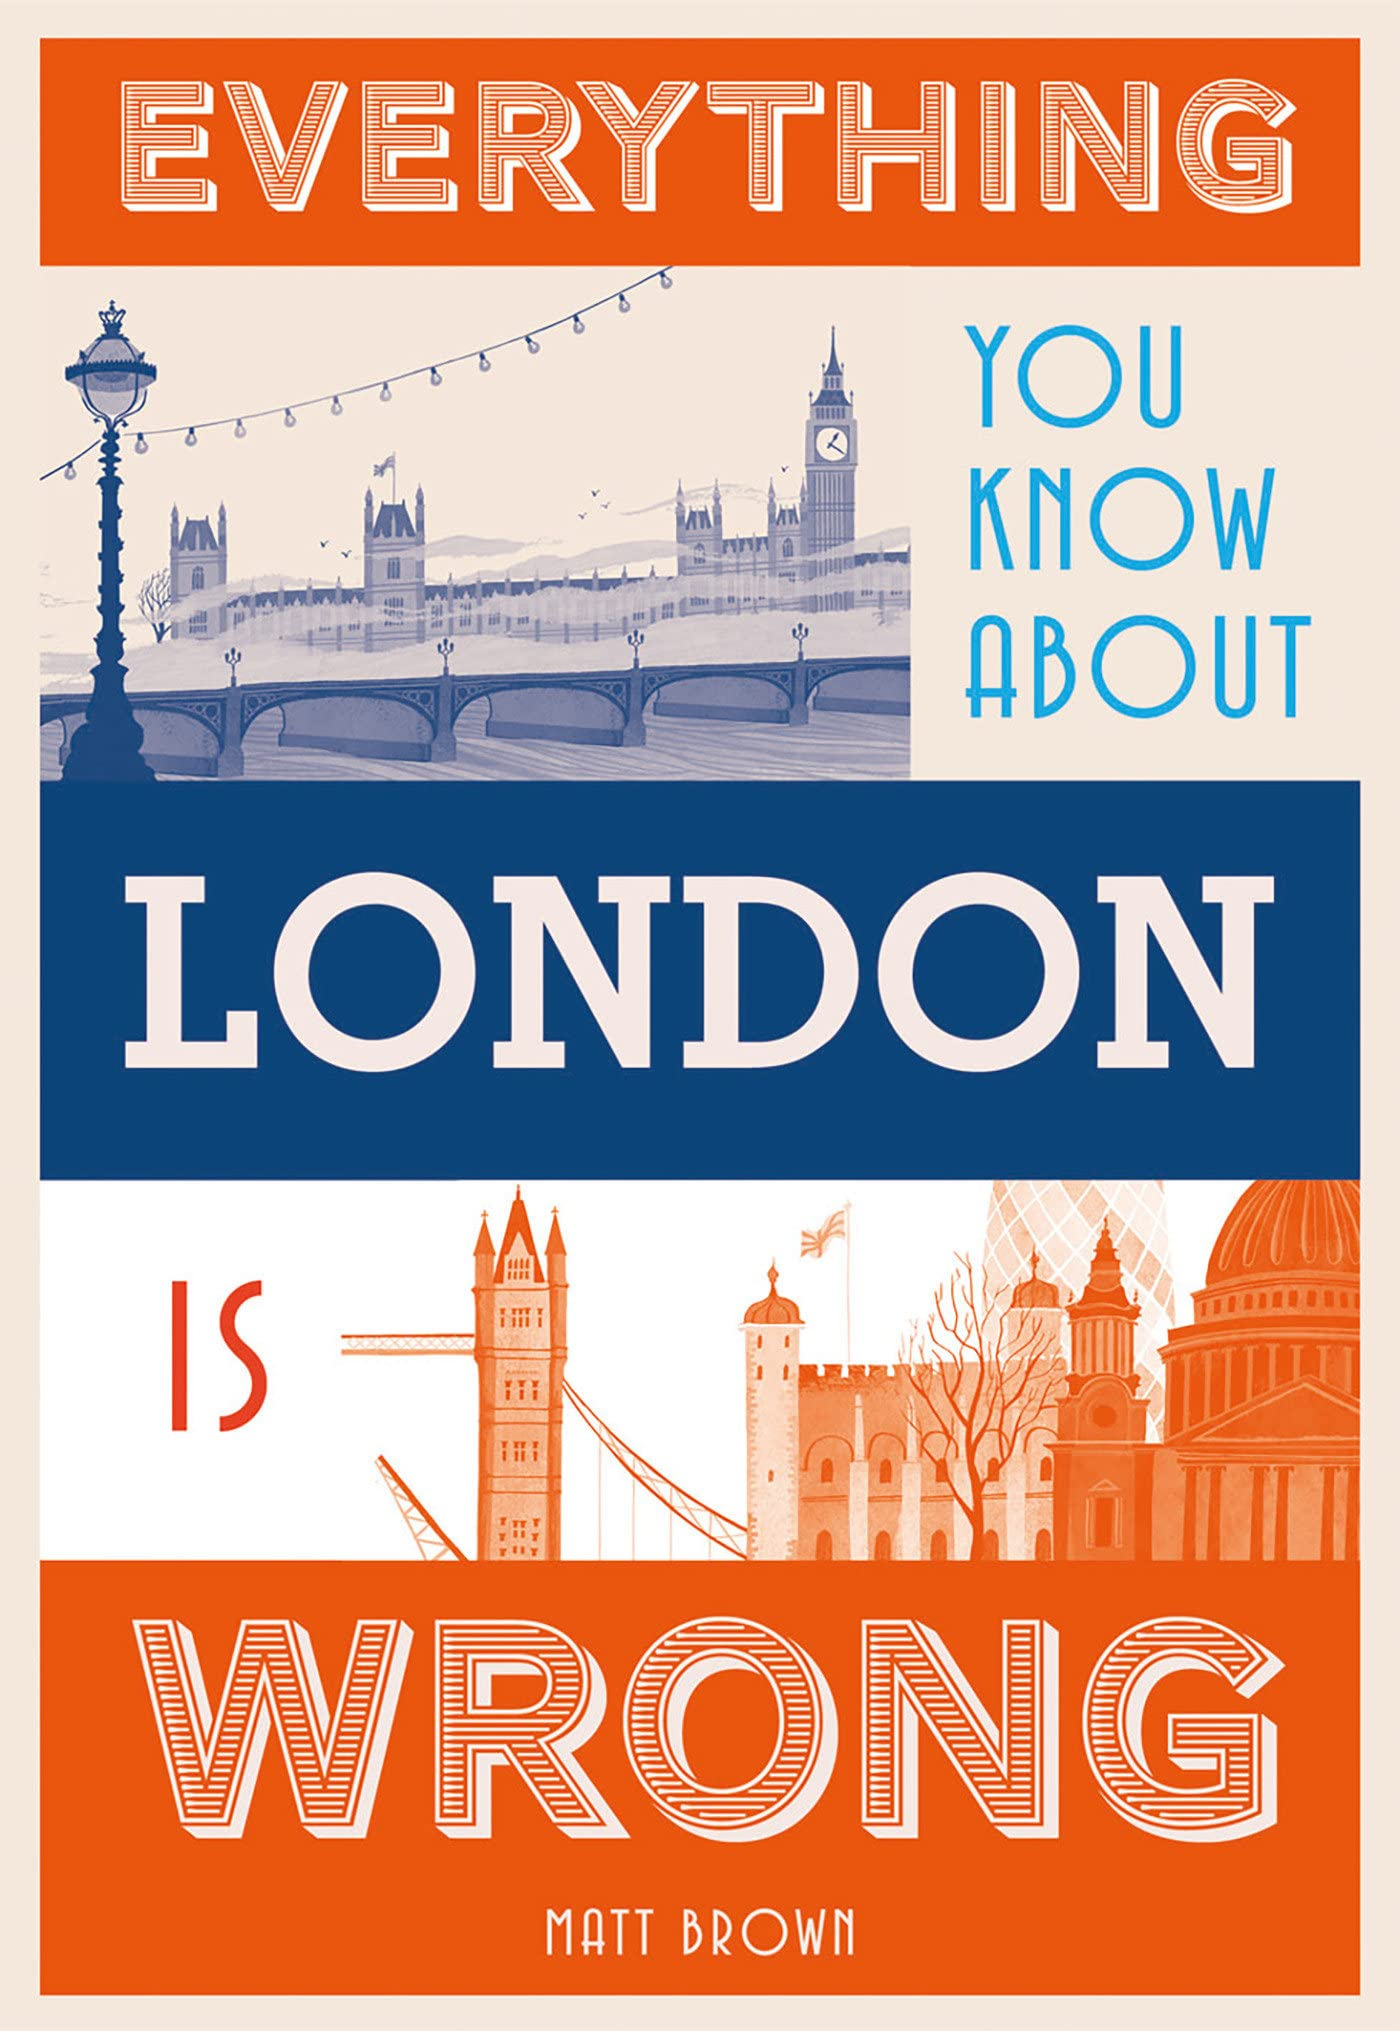 EVERYTHING
YOU
KNOW
ABOUT
LONDON
IS
WRONG
MATT BROWN